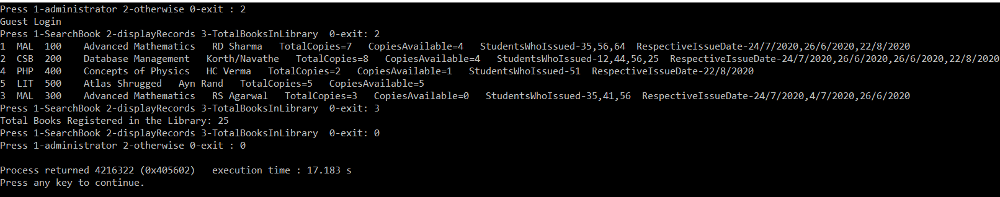 Press 1-administrator 2-otherwise 0-exit : 2
Guest Login
Press 1-SearchBook 2-displayRecords 3-TotalBooksInLibrary  0-exit: 2
1  MAL  100    Advanced Mathematics   RD Sharma   TotalCopies=7   CopiesAvailable=4   StudentsWhoIssued-35,56,64  RespectiveIssueDate-24/7/2020,26/6/2020,22/8/2020
2  CSB  200    Database Management   Korth/Navathe   TotalCopies=8   CopiesAvailable=4   StudentsWhoIssued-12,44,56,25  RespectiveIssueDate-24/7/2020,26/6/2020,26/6/2020,22/8/2020
4  PHP  400    Concepts of Physics   HC Verma   TotalCopies=2   CopiesAvailable=1   StudentsWhoIssued-51  RespectiveIssueDate-22/8/2020
5  LIT  500    Atlas Shrugged   Ayn Rand   TotalCopies=5   CopiesAvailable=5
3  MAL  300    Advanced Mathematics   RS Agarwal   TotalCopies=3   CopiesAvailable=0   StudentsWhoIssued-35,41,56  RespectiveIssueDate-24/7/2020,4/7/2020,26/6/2020
Press 1-SearchBook 2-displayRecords 3-TotalBooksInLibrary  0-exit: 3
Total Books Registered in the Library: 25
Press 1-SearchBook 2-displayRecords 3-TotalBooksInLibrary  0-exit: 0
Press 1-administrator 2-otherwise 0-exit : 0
Process returned 4216322 (0x405602)   execution time : 17.183 s
Press any key to continue.